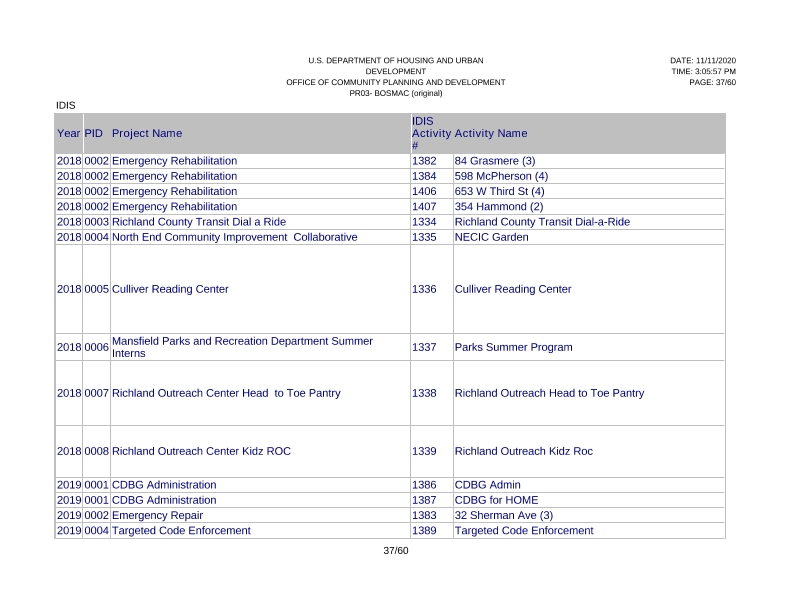 U.S. DEPARTMENT OF HOUSING AND URBAN
DEVELOPMENT
OFFICE OF COMMUNITY PLANNING AND DEVELOPMENT
PR03- BOSMAC (original)
DATE: 11/11/2020
TIME: 3:05:57 PM
PAGE: 37/60
IDIS
Year PID Project Name IDIS Activity # Activity Name
2018 0002 Emergency Rehabilitation 1382 84 Grasmere (3)
2018 0002 Emergency Rehabilitation 1384 598 McPherson (4)
2018 0002 Emergency Rehabilitation 1406 653 W Third St (4)
2018 0002 Emergency Rehabilitation 1407 354 Hammond (2)
2018 0003 Richland County Transit Dial a Ride 1334 Richland County Transit Dial-a-Ride
2018 0004 North End Community Improvement  Collaborative 1335 NECIC Garden
2018 0005 Culliver Reading Center 1336 Culliver Reading Center
2018 0006 Mansfield Parks and Recreation Department Summer
Interns 1337 Parks Summer Program
2018 0007 Richland Outreach Center Head  to Toe Pantry 1338 Richland Outreach Head to Toe Pantry
2018 0008 Richland Outreach Center Kidz ROC 1339 Richland Outreach Kidz Roc
2019 0001 CDBG Administration 1386 CDBG Admin
2019 0001 CDBG Administration 1387 CDBG for HOME
2019 0002 Emergency Repair 1383 32 Sherman Ave (3)
2019 0004 Targeted Code Enforcement 1389 Targeted Code Enforcement
37/60